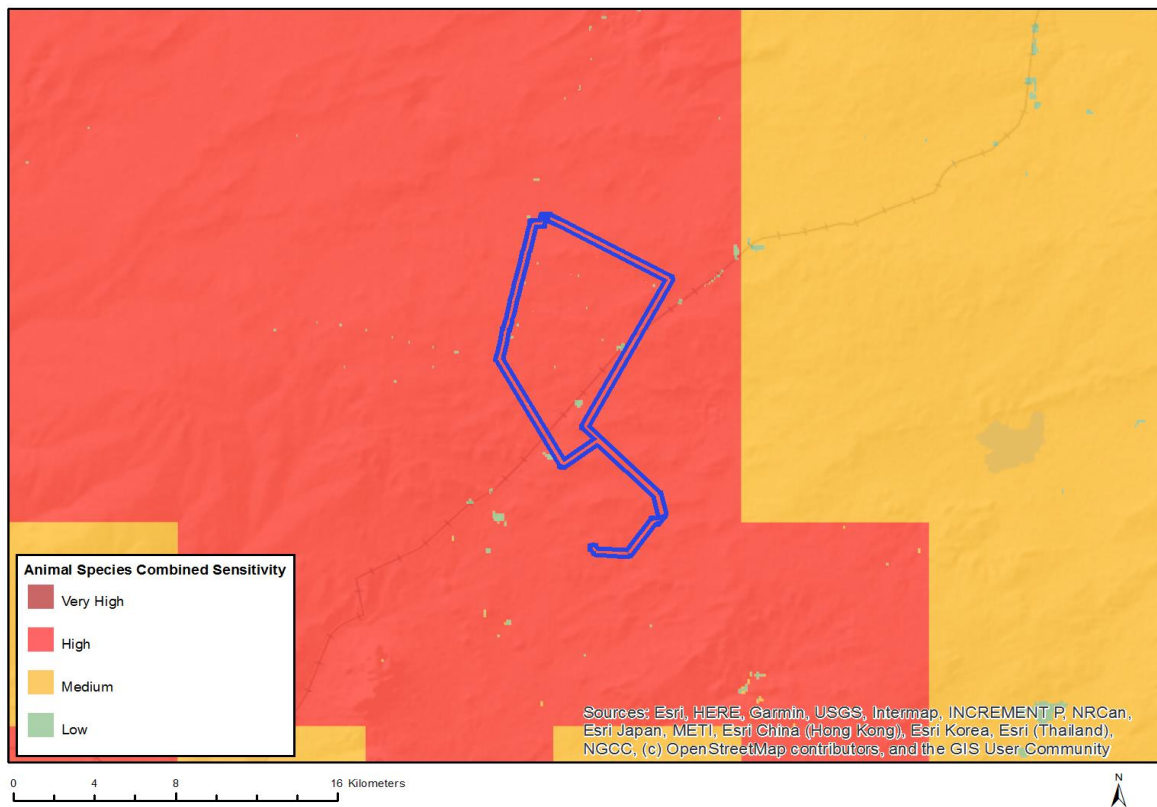 Animal Species Combined Sensitivity
Very High
High
Medium
Low
Sources: Esri, HERE, Garmin, USGS, Intermap, INCREMENT P, NRCan,
Esri Japan, METI, Esri China (Hong Kong), Esri Korea, Esri (Thailand),
NGCC, (c) OpenStreetMap contributors, and the GIS User Community
0 4 8 16 Kilometers
N